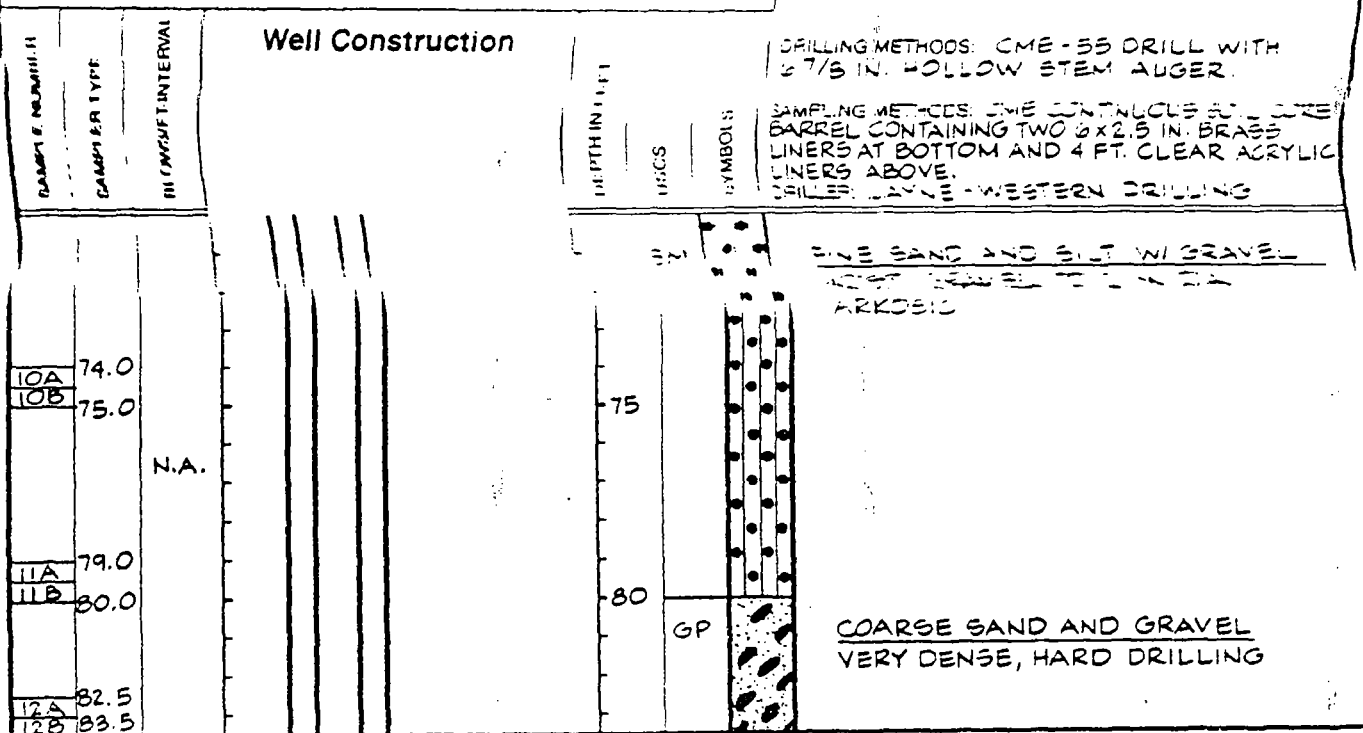 Well Construction
DRILLING METHODS: CME-55 DRILL WITH
6 7/8 IN. HOLLOW STEM AUGER.
SAMPLING METHODS: CME CONTINUOUS SOIL CORE
BARREL CONTAINING TWO 6x2.5 IN. BRASS
LINERS AT BOTTOM AND 4 FT. CLEAR ACRYLIC
LINERS ABOVE.
DRILLER: LAYNE-WESTERN DRILLING
SAMPLE NUMBER
SAMPLER TYPE
BLOWS/FT INTERVAL
DEPTH IN FEET
USCS
SYMBOLS
SM
FINE SAND AND SILT W/ GRAVEL
ARKOSIC
10A
10B
74.0
75.0
75
N.A.
11A
11B
79.0
80.0
80
GP
COARSE SAND AND GRAVEL
VERY DENSE, HARD DRILLING
12A
12B
82.5
83.5